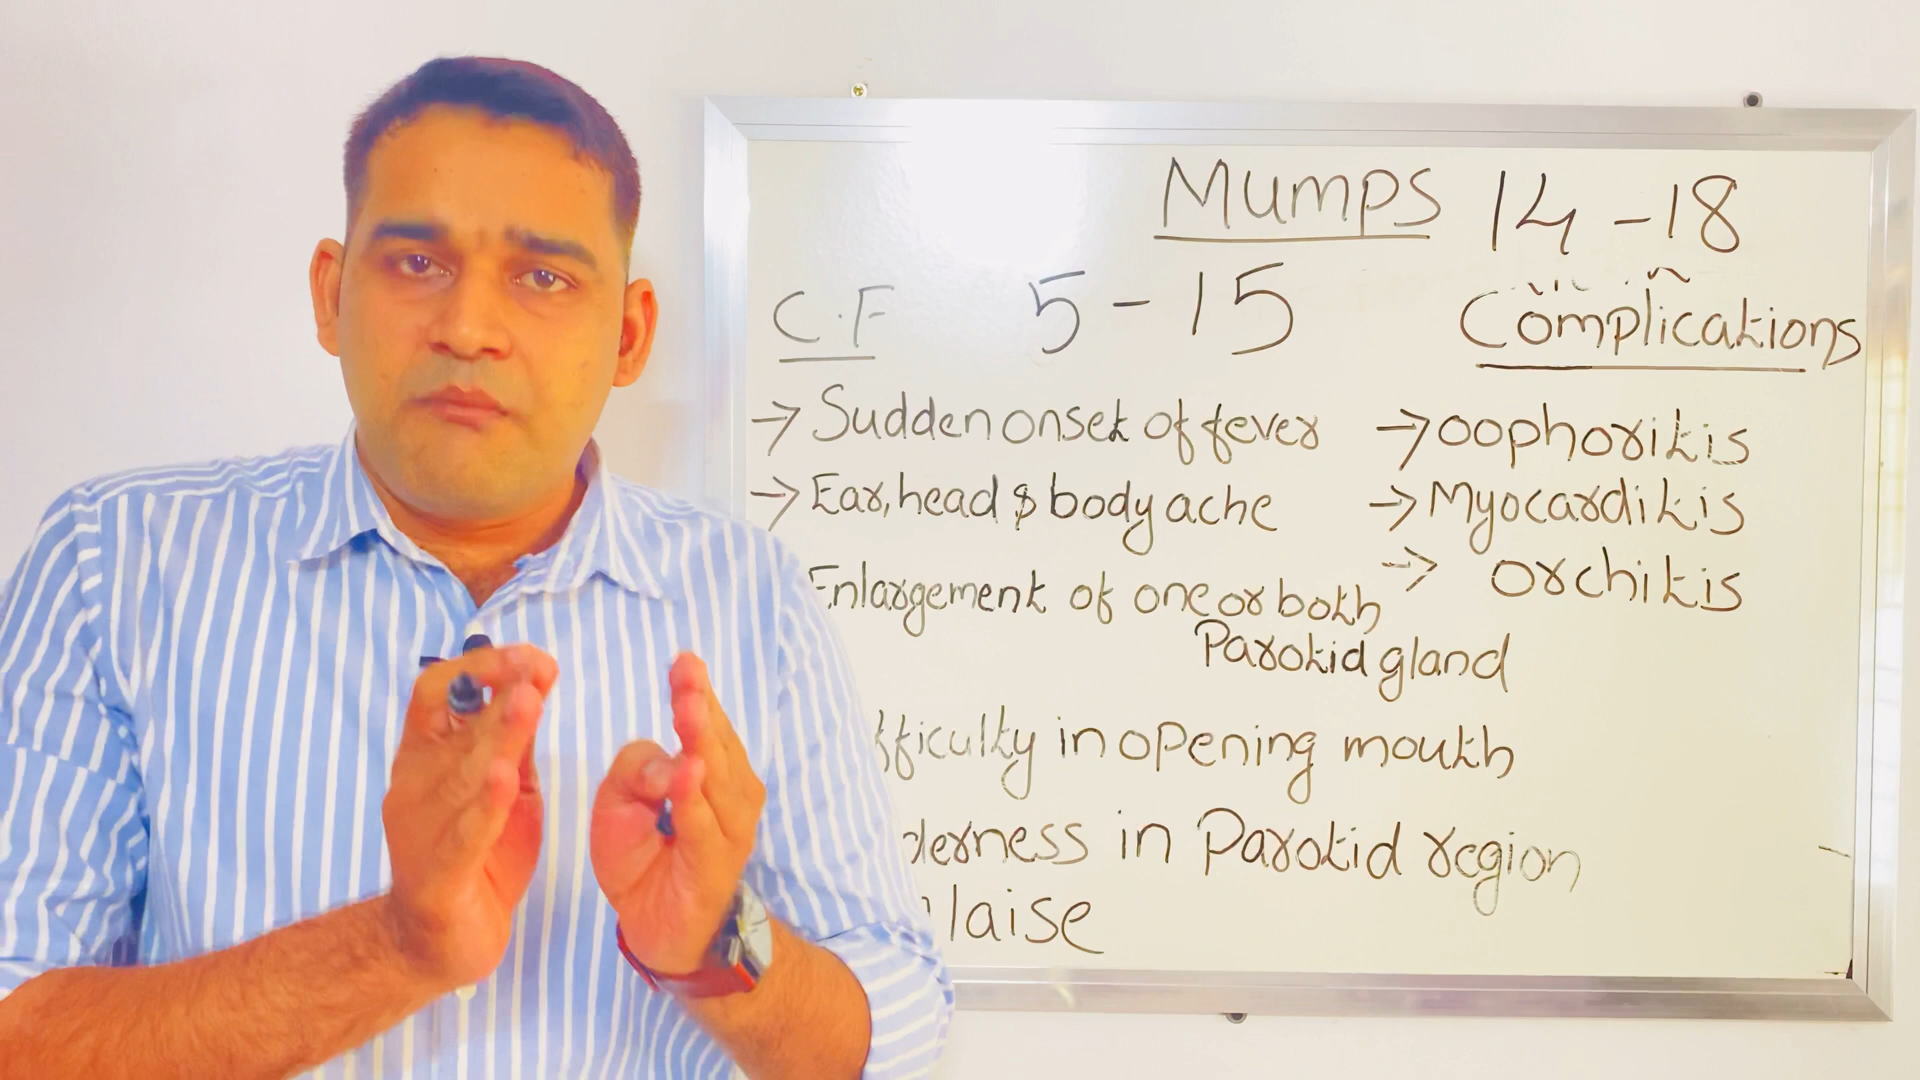 Mumps 14-18
C.F 5-15 Complications
→ Sudden onset of fever
→ Ear, head & body ache
Enlargement of one or both
Parotid gland
fficulty in opening mouth
derness in Parotid region
laise
→ oophoritis
→ Myocarditis
→ orchitis